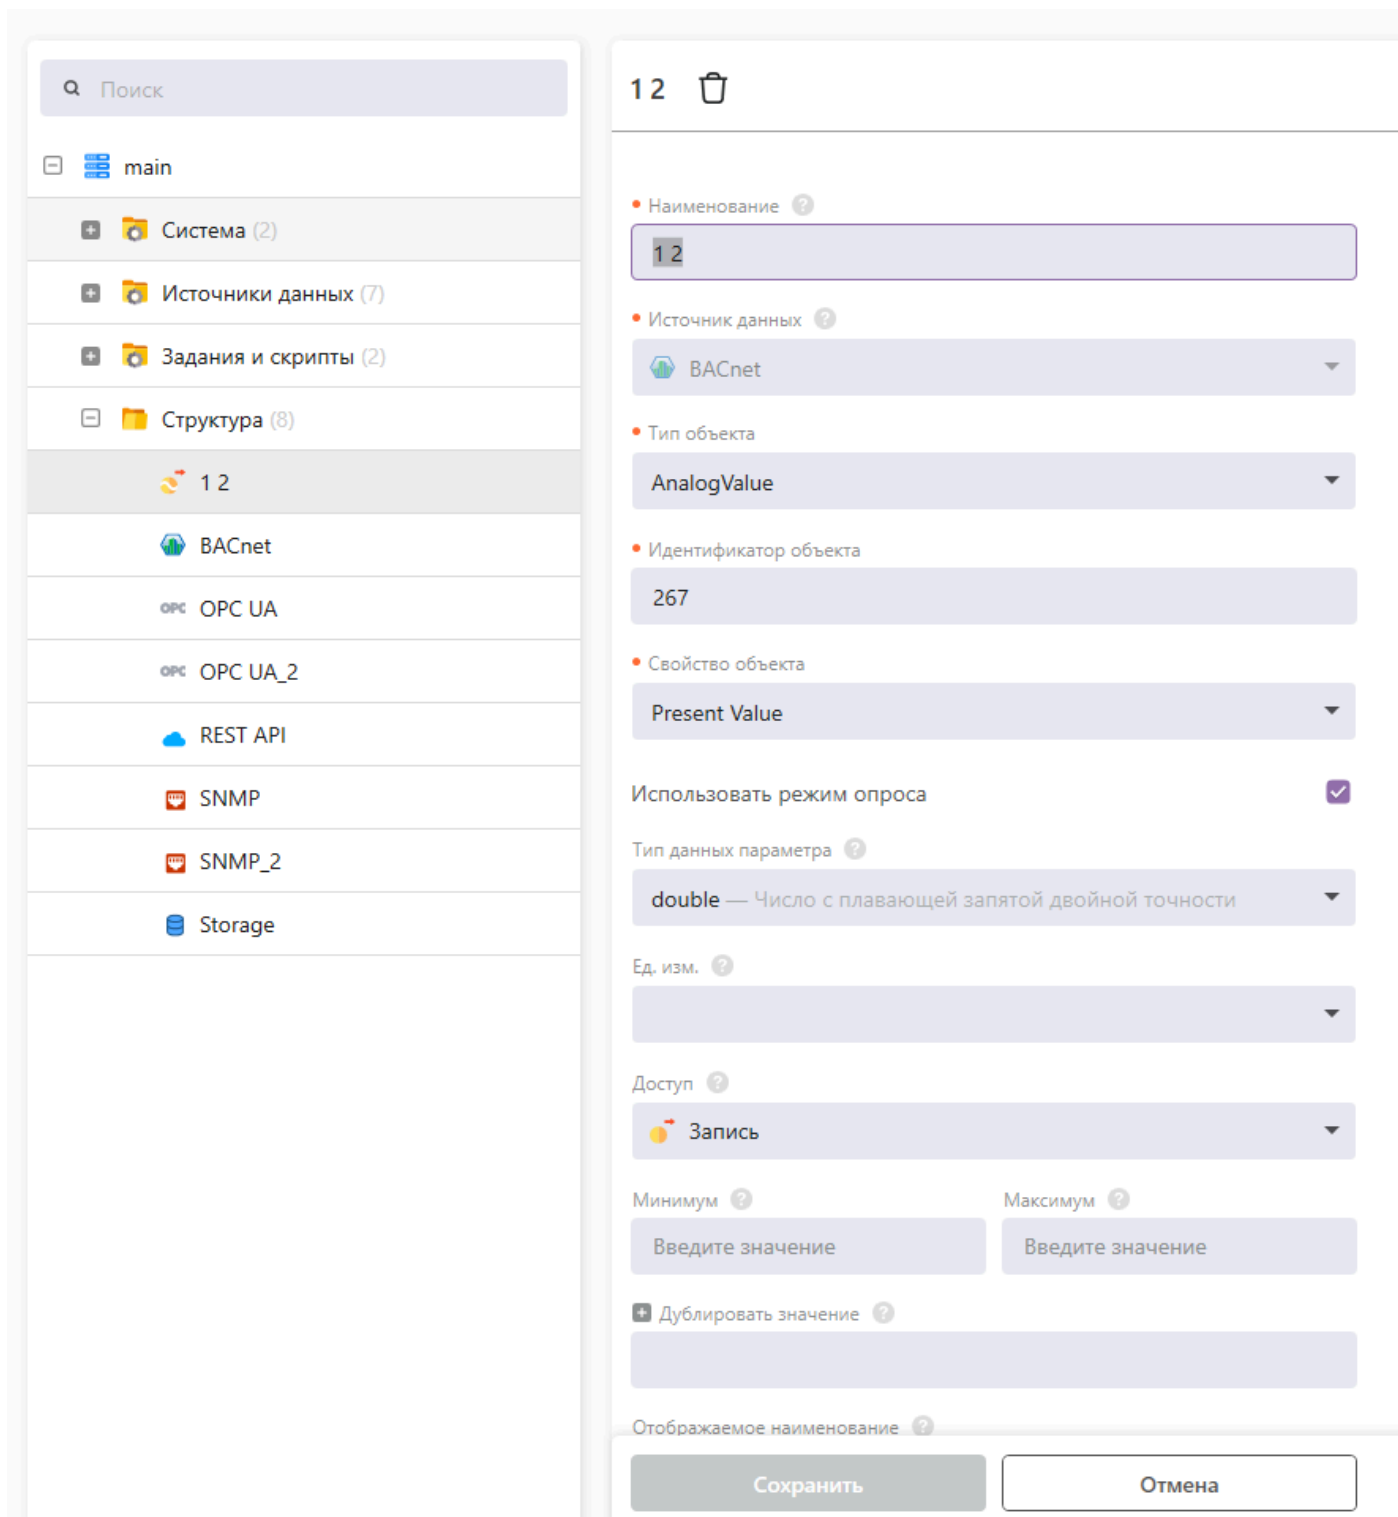 Поиск
main
Система (2)
Источники данных (7)
Задания и скрипты (2)
Структура (8)
1 2
BACnet
OPC OPC UA
OPC OPC UA_2
REST API
SNMP
SNMP_2
Storage
1 2
Наименование ?
1 2
Источник данных ?
BACnet
Тип объекта
AnalogValue
Идентификатор объекта
267
Свойство объекта
Present Value
Использовать режим опроса
Тип данных параметра ?
double — Число с плавающей запятой двойной точности
Ед. изм. ?
Доступ ?
Запись
Минимум ? Максимум ?
Введите значение Введите значение
Дублировать значение ?
Отображаемое наименование ?
Сохранить Отмена